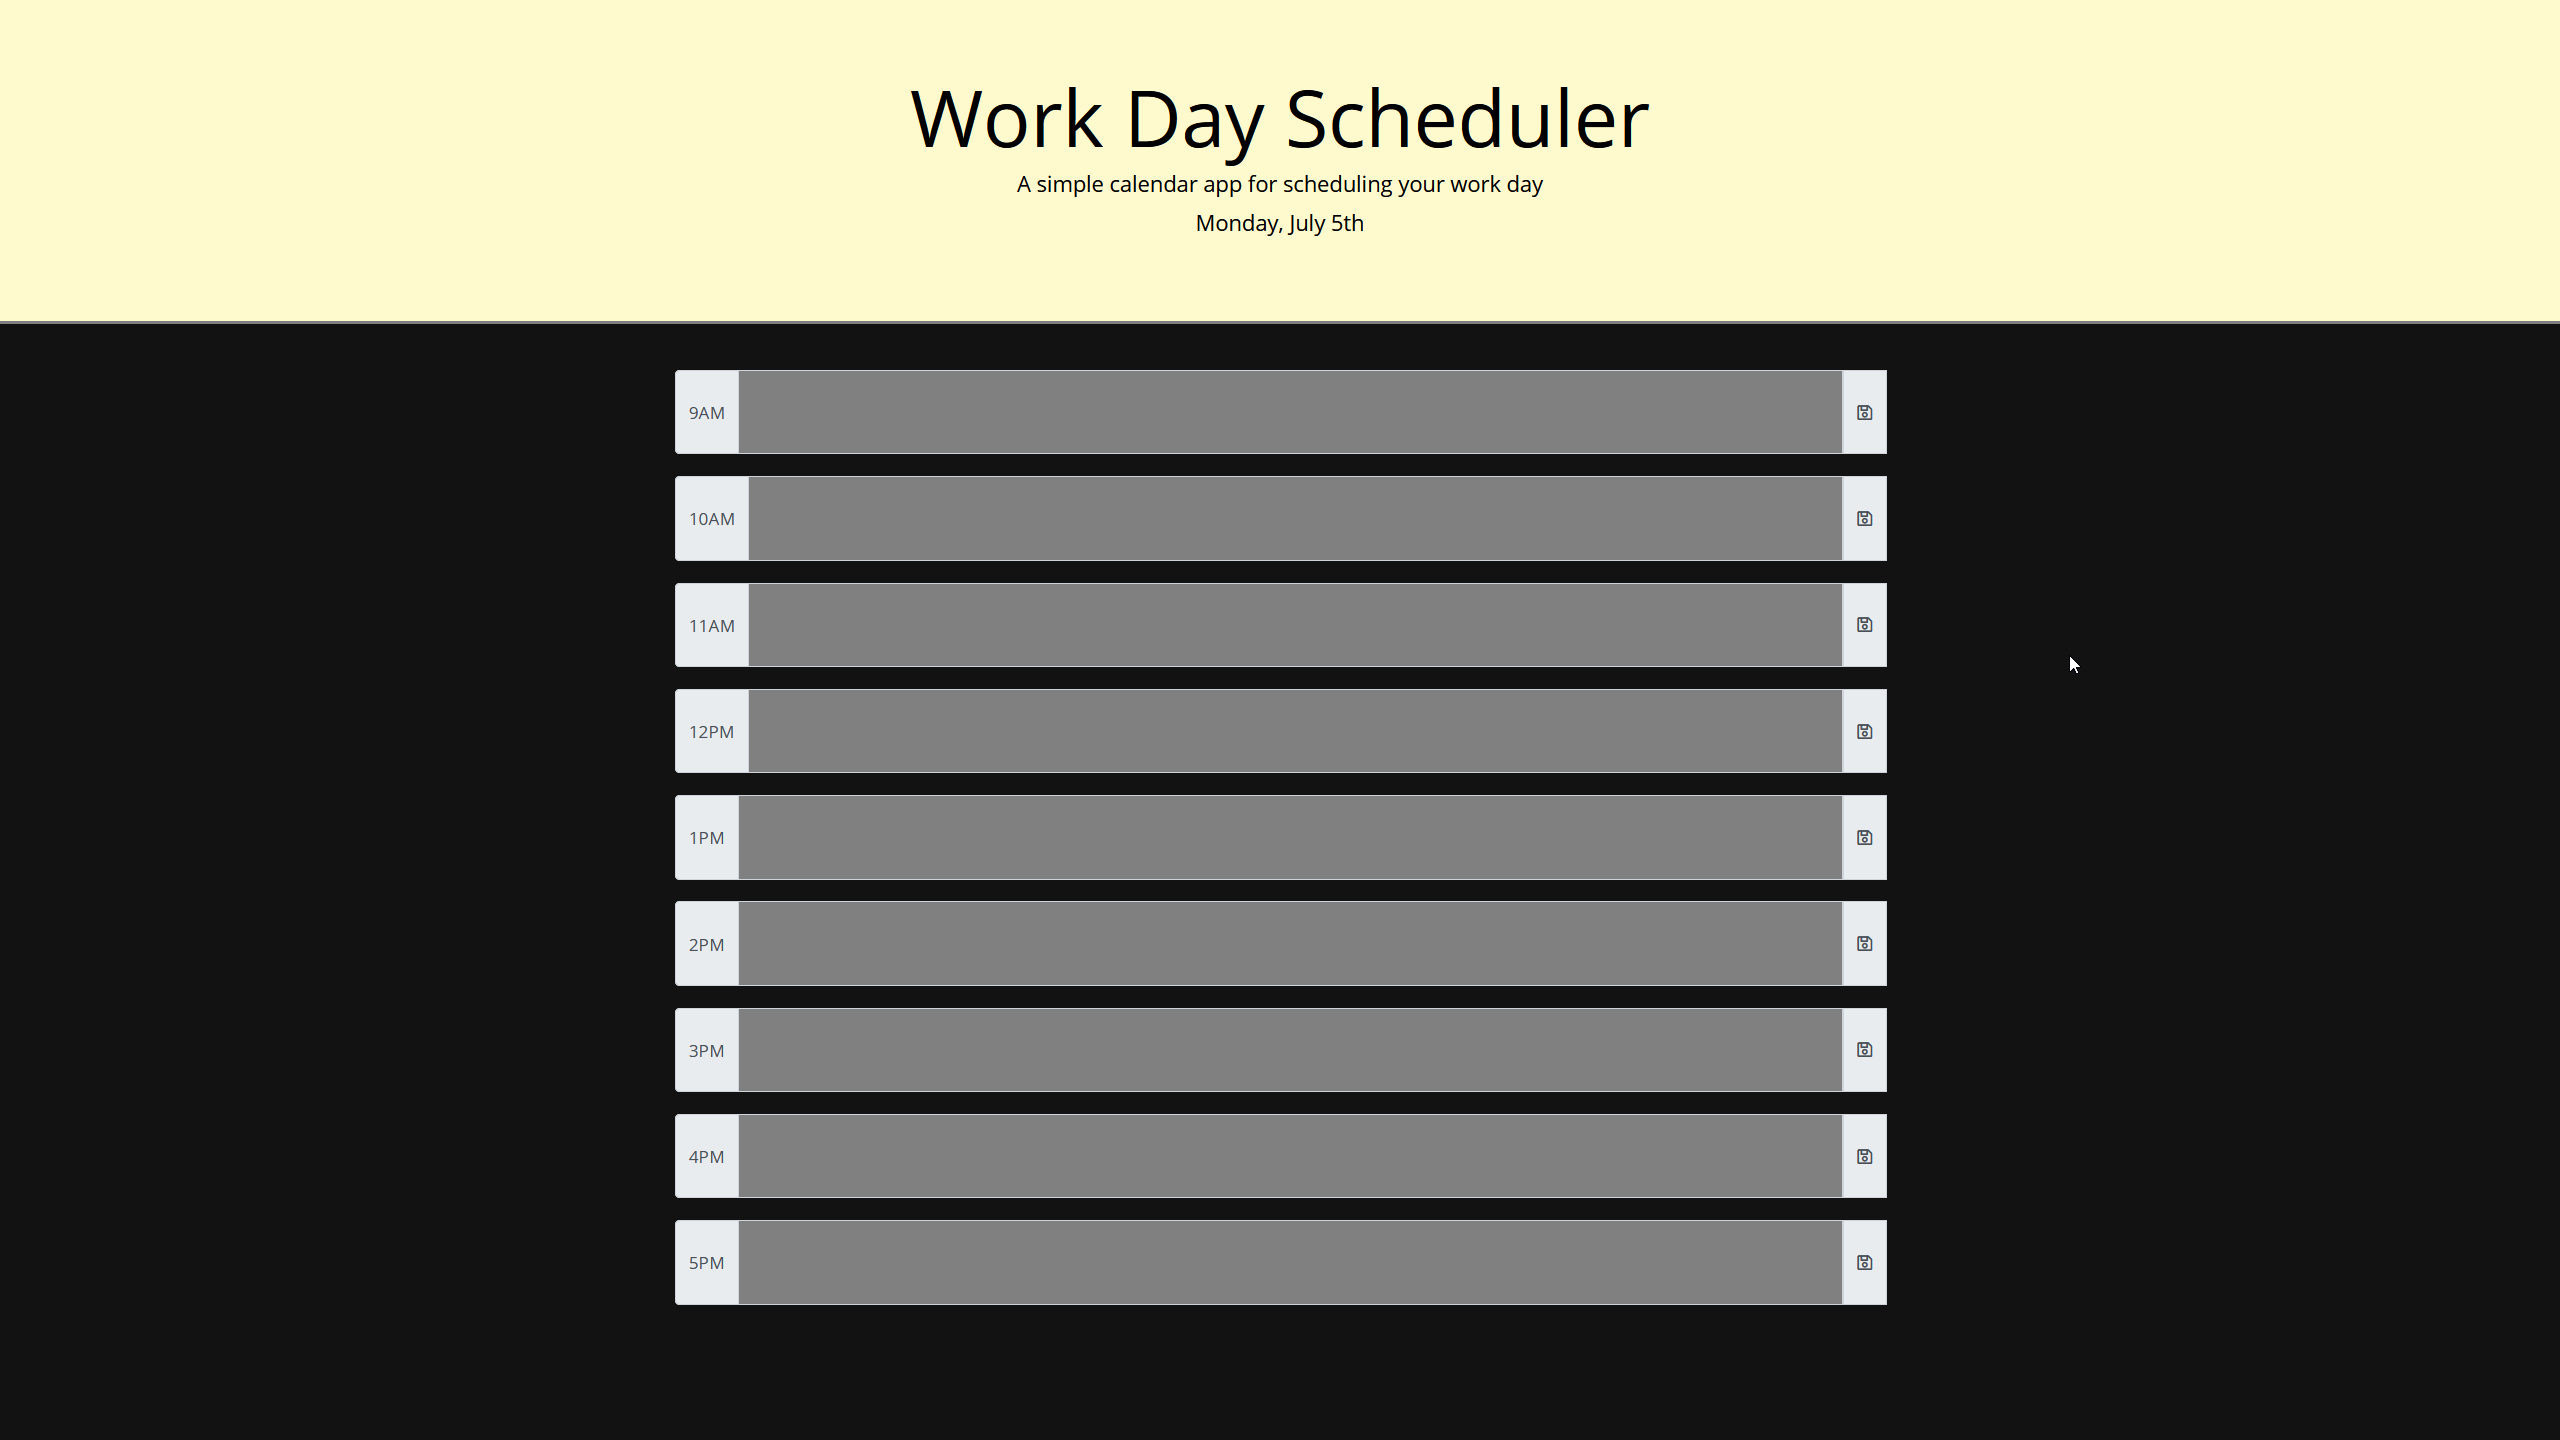 Work Day Scheduler
A simple calendar app for scheduling your work day
Monday, July 5th
9AM
10AM
11AM
12PM
1PM
2PM
3PM
4PM
5PM